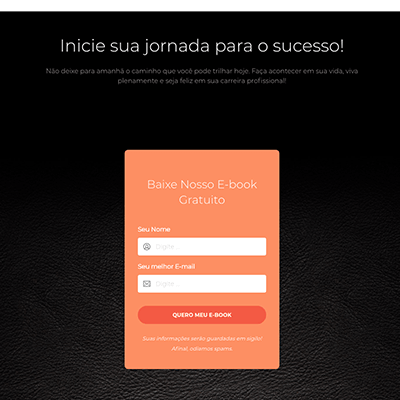 Inicie sua jornada para o sucesso!
Não deixe para amanhã o caminho que você pode trilhar hoje. Faça acontecer em sua vida, viva
plenamente e seja feliz em sua carreira profissional!
Baixe Nosso E-book
Gratuito
Seu Nome
Digite ...
Seu melhor E-mail
Digite ...
QUERO MEU E-BOOK
Suas informações serão guardadas em sigilo!
Afinal, odiamos spams